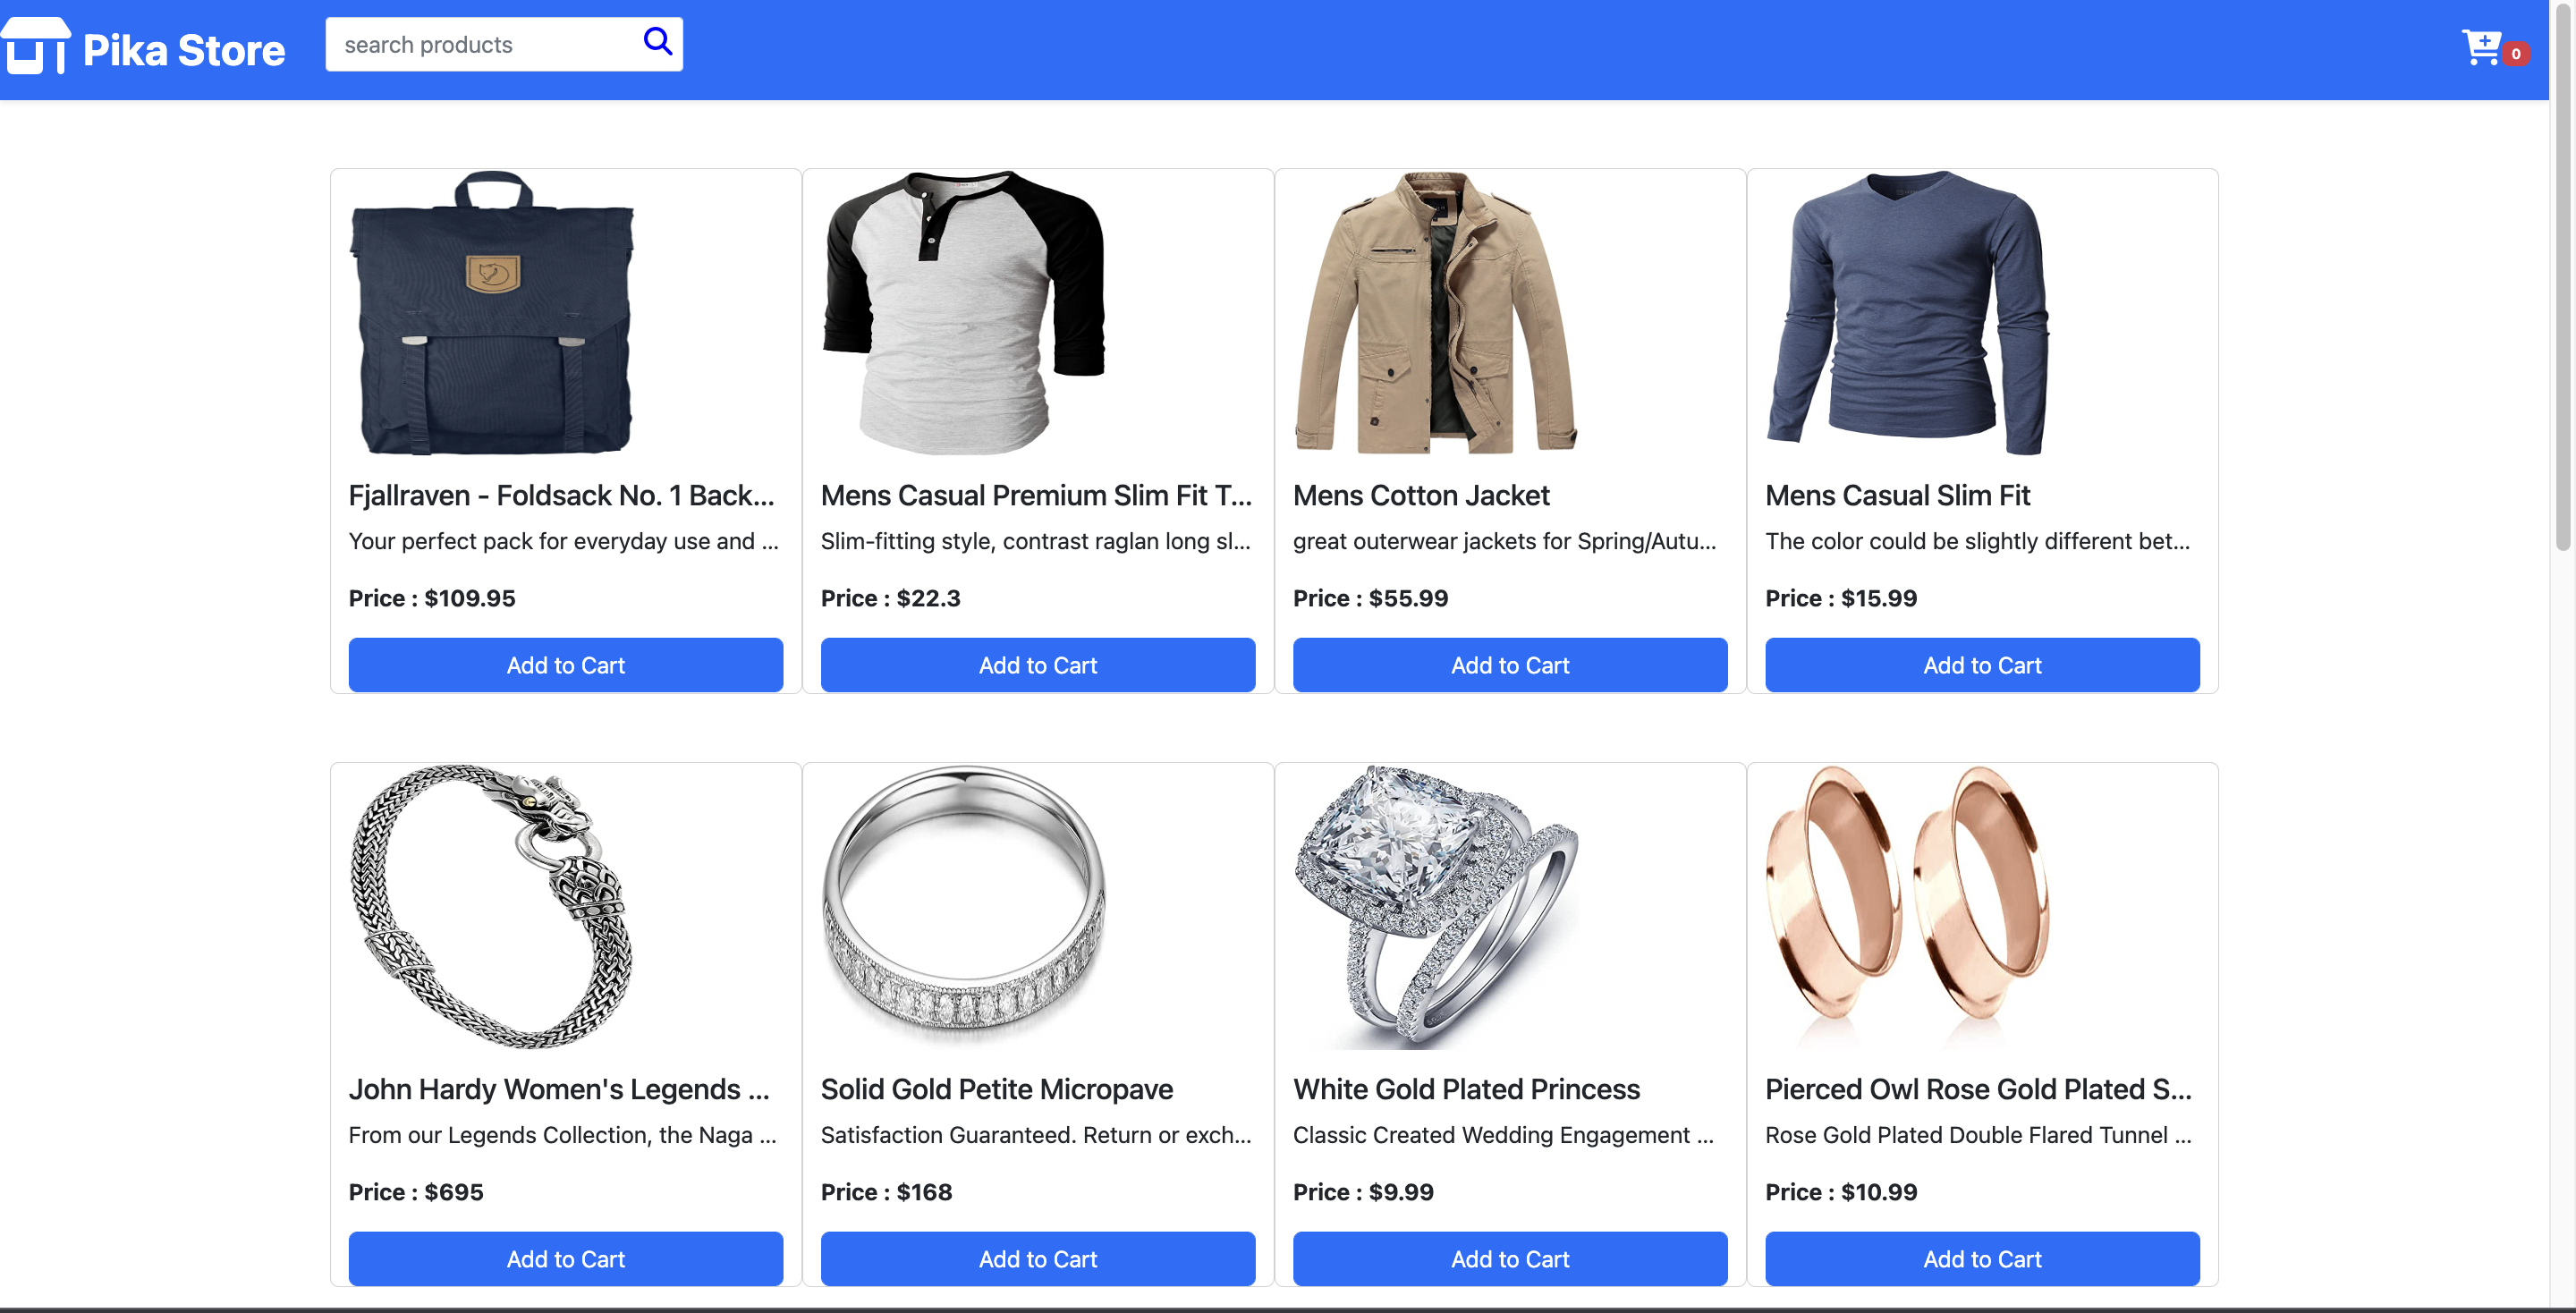 Pika Store
search products
0
Fjallraven - Foldsack No. 1 Back...
Your perfect pack for everyday use and ...
Price : $109.95
Add to Cart
Mens Casual Premium Slim Fit T...
Slim-fitting style, contrast raglan long sl...
Price : $22.3
Add to Cart
Mens Cotton Jacket
great outerwear jackets for Spring/Autu...
Price : $55.99
Add to Cart
Mens Casual Slim Fit
The color could be slightly different bet...
Price : $15.99
Add to Cart
John Hardy Women's Legends ...
From our Legends Collection, the Naga ...
Price : $695
Add to Cart
Solid Gold Petite Micropave
Satisfaction Guaranteed. Return or exch...
Price : $168
Add to Cart
White Gold Plated Princess
Classic Created Wedding Engagement ...
Price : $9.99
Add to Cart
Pierced Owl Rose Gold Plated S...
Rose Gold Plated Double Flared Tunnel ...
Price : $10.99
Add to Cart